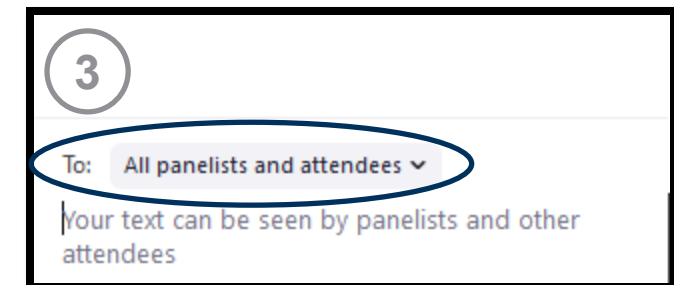 3
To: All panelists and attendees
Your text can be seen by panelists and other
attendees